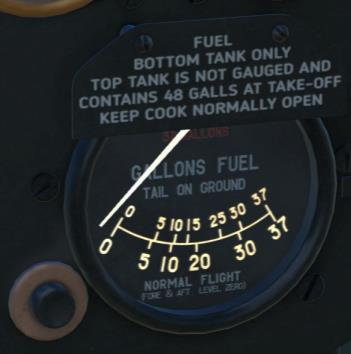 FUEL
BOTTOM TANK ONLY
TOP TANK IS NOT GAUGED AND
CONTAINS 48 GALLS AT TAKE-OFF
KEEP COOK NORMALLY OPEN
GALLONS FUEL
TAIL ON GROUND
0 5 10 15 25 30 37
0 5 10 20 30 37
NORMAL FLIGHT
(FORE & AFT LEVEL ZERO)